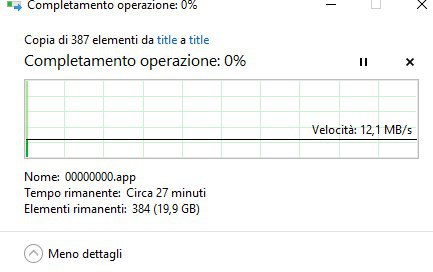 Completamento operazione: 0%
Copia di 387 elementi da title a title
Completamento operazione: 0%
Velocità: 12,1 MB/s
Nome: 00000000.app
Tempo rimanente: Circa 27 minuti
Elementi rimanenti: 384 (19,9 GB)
Meno dettagli